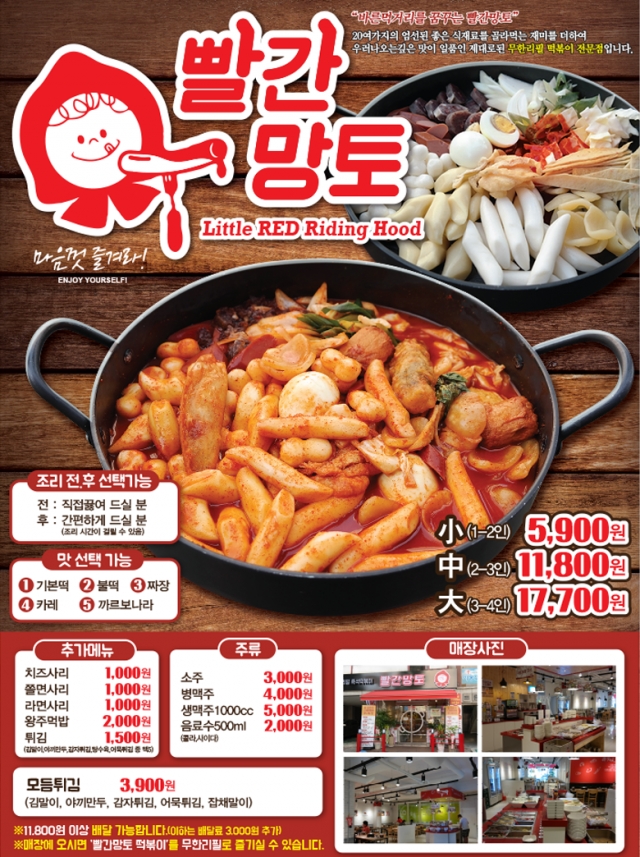 "바른먹거리를 꿈꾸는 빨간망토"
20여가지의 엄선된 좋은 식재료를 골라먹는 재미를 더하여
우러나오는깊은 맛이 일품인 제대로된 무한리필 떡볶이 전문점입니다.
빨간
망토
Little RED Riding Hood
마음껏 즐겨라!
ENJOY YOURSELF!
조리 전,후 선택가능
전 : 직접끓여 드실 분
후 : 간편하게 드실 분
(조리 시간이 걸릴 수 있음)
맛 선택 가능
1 기본떡 2 불떡 3 짜장
4 카레 5 까르보나라
小 (1-2인) 5,900원
中 (2-3인) 11,800원
大 (3-4인) 17,700원
추가메뉴
치즈사리 1,000원
쫄면사리 1,000원
라면사리 1,000원
왕주먹밥 2,000원
튀김 1,500원
(김말이,야끼만두,감자튀김,탕수육,어묵튀김 중 택5)
주류
소주 3,000원
병맥주 4,000원
생맥주1000cc 5,000원
음료수500ml 2,000원
(콜라,사이다)
매장사진
빨간망토
모듬튀김 3,900원
(김말이, 야끼만두, 감자튀김, 어묵튀김, 잡채말이)
※11,800원 이상 배달 가능합니다.(이하는 배달료 3,000원 추가)
※매장에 오시면 '빨간망토 떡볶이'를 무한리필로 즐기실 수 있습니다.